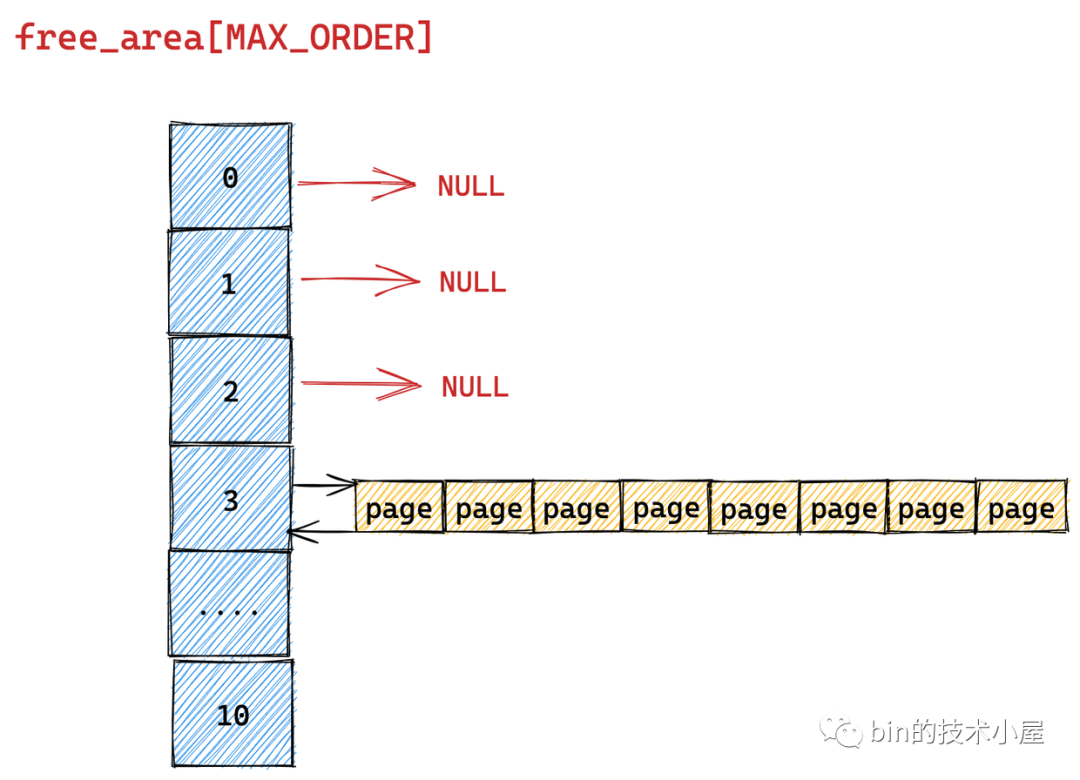 free_area[MAX_ORDER]
0
NULL
1
NULL
2
NULL
3
page page page page page page page page
....
10
bin的技术小屋